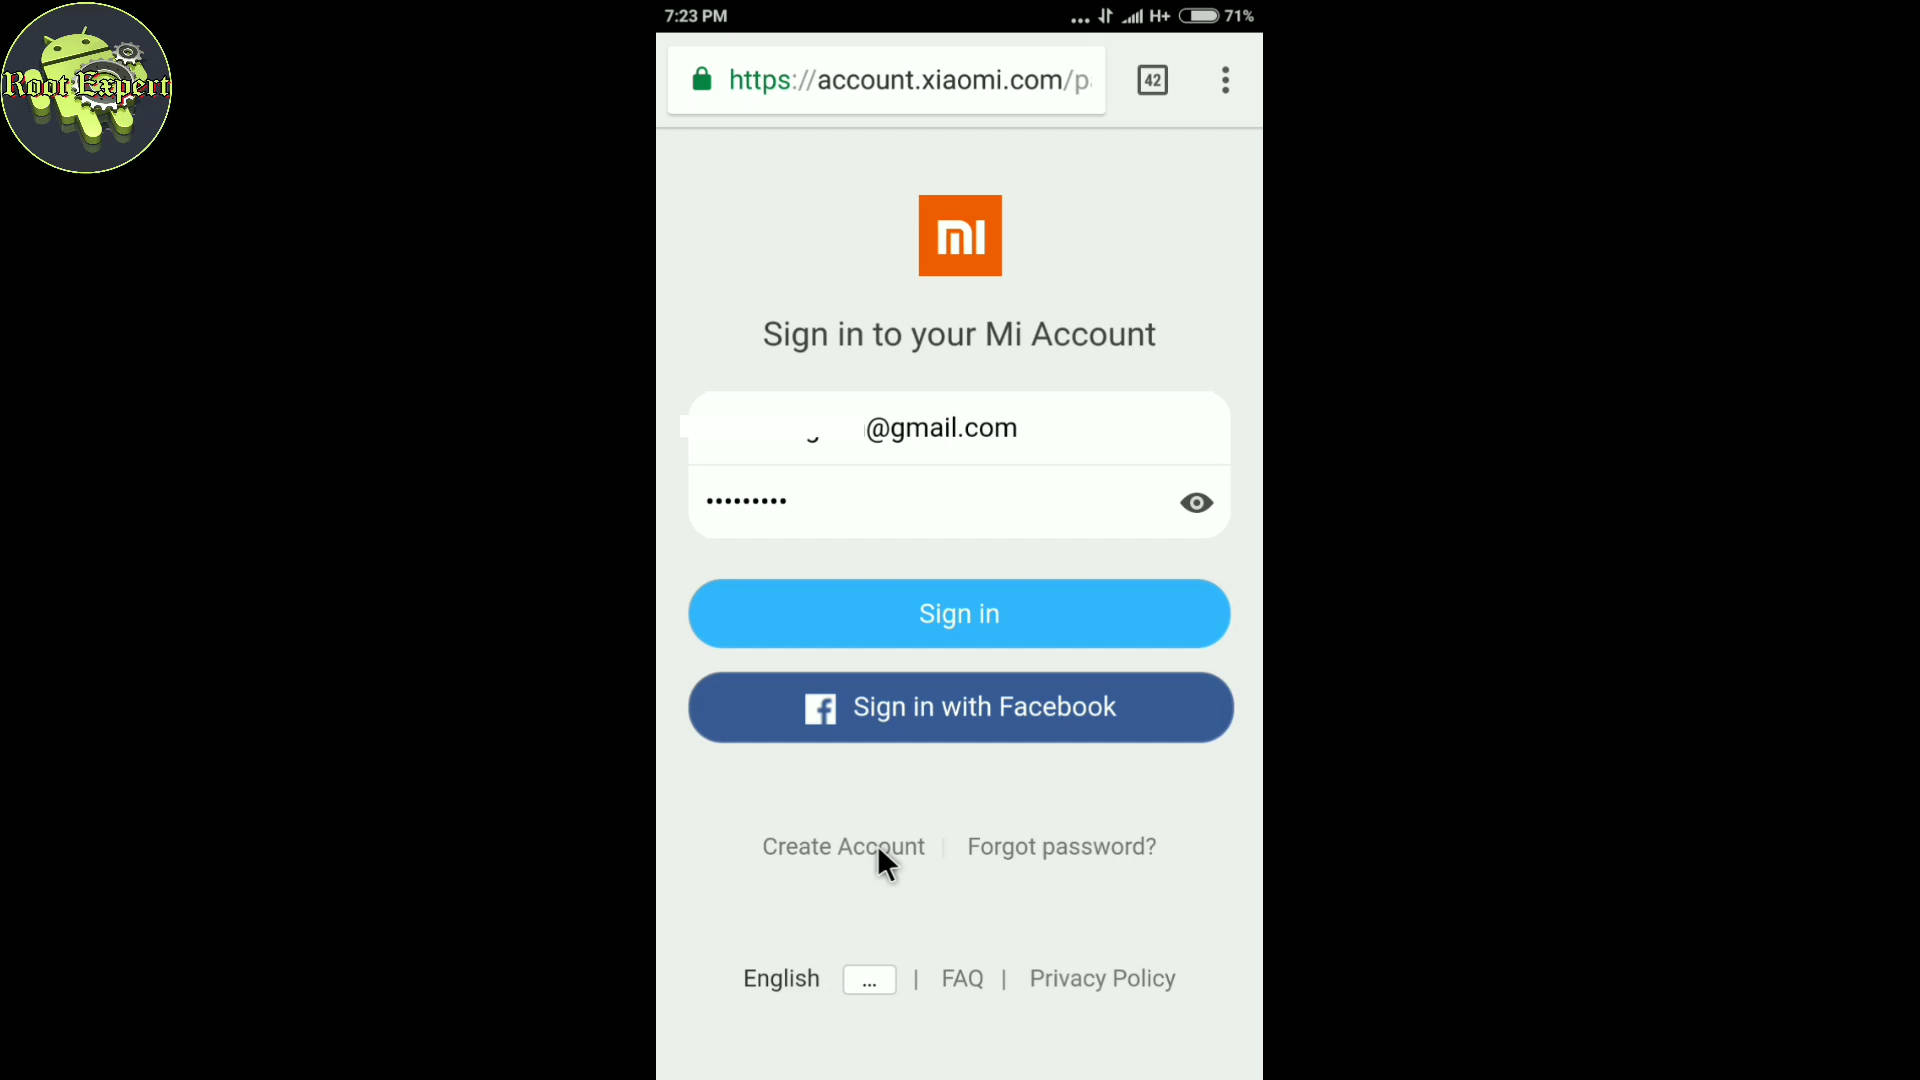 7:23 PM
... H+ 71%
Root Expert
https://account.xiaomi.com/p
42
mi
Sign in to your Mi Account
@gmail.com
•••••••••
Sign in
f Sign in with Facebook
Create Account | Forgot password?
English ... | FAQ | Privacy Policy